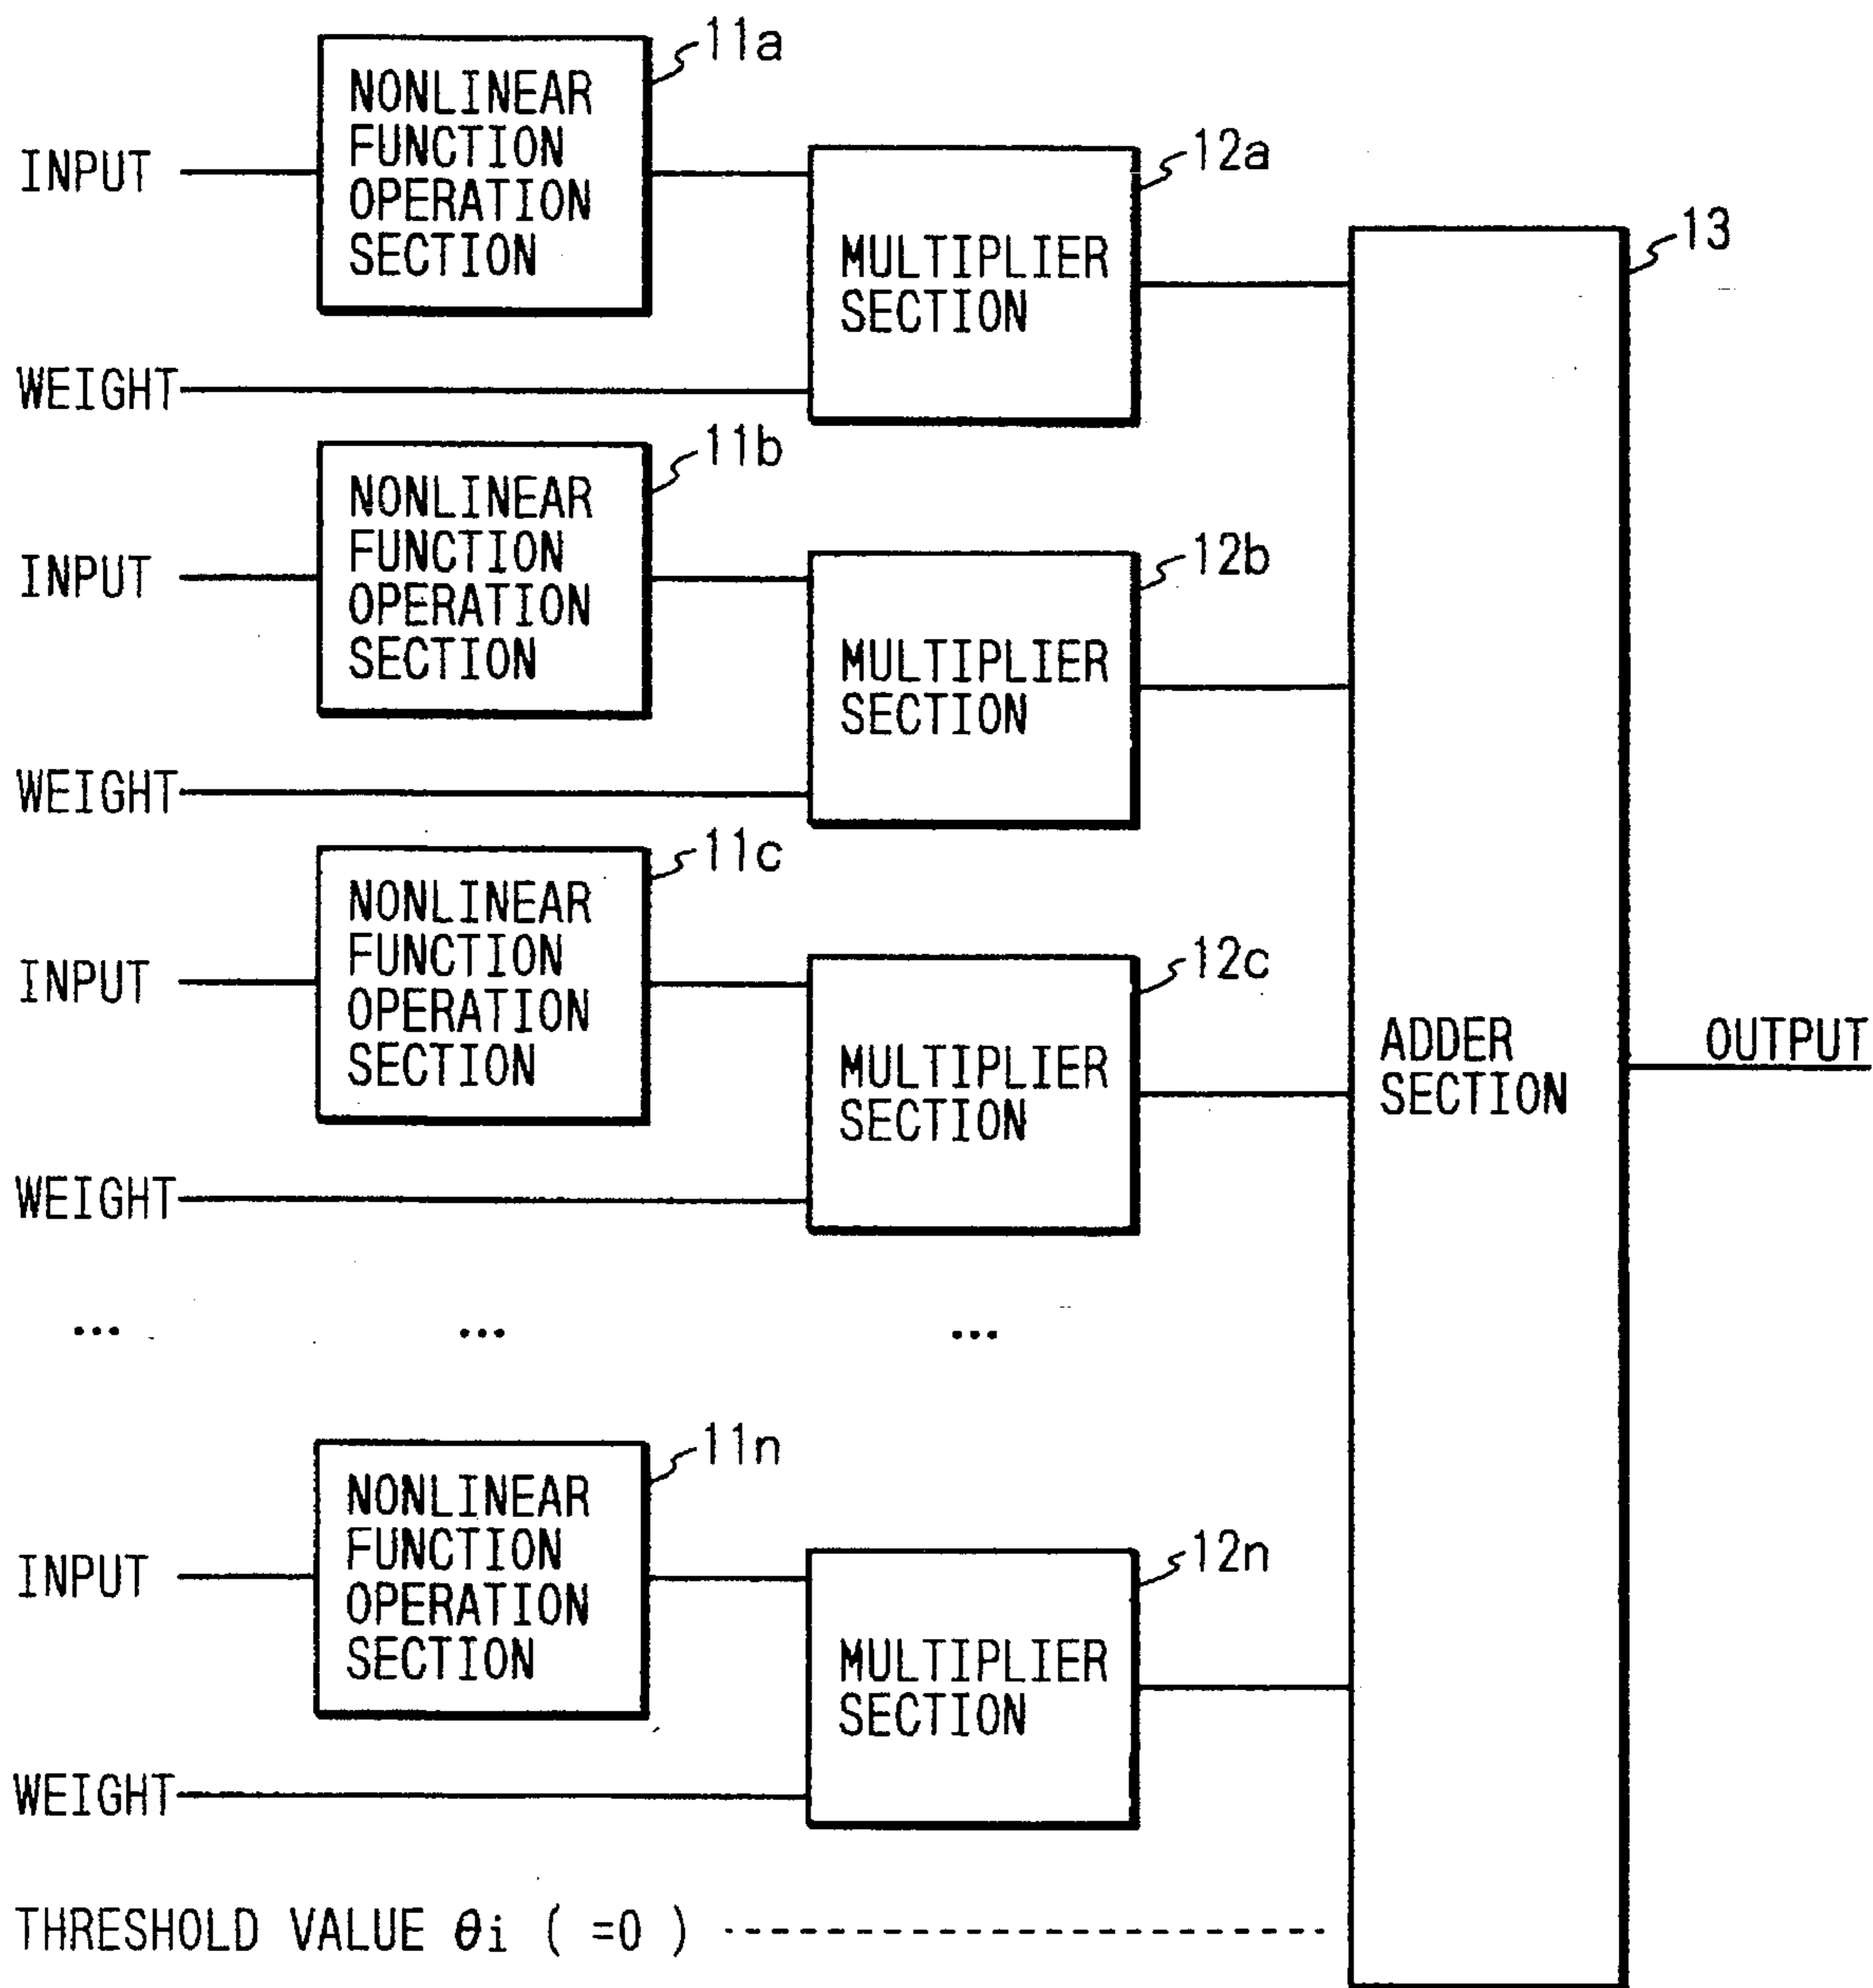 11a
NONLINEAR
FUNCTION
OPERATION
SECTION
INPUT
12a
MULTIPLIER
SECTION
13
WEIGHT
11b
NONLINEAR
FUNCTION
OPERATION
SECTION
INPUT
12b
MULTIPLIER
SECTION
WEIGHT
11c
NONLINEAR
FUNCTION
OPERATION
SECTION
INPUT
12c
MULTIPLIER
SECTION
ADDER
SECTION
OUTPUT
WEIGHT
... ... ...
11n
NONLINEAR
FUNCTION
OPERATION
SECTION
INPUT
12n
MULTIPLIER
SECTION
WEIGHT
THRESHOLD VALUE θi ( =0 )